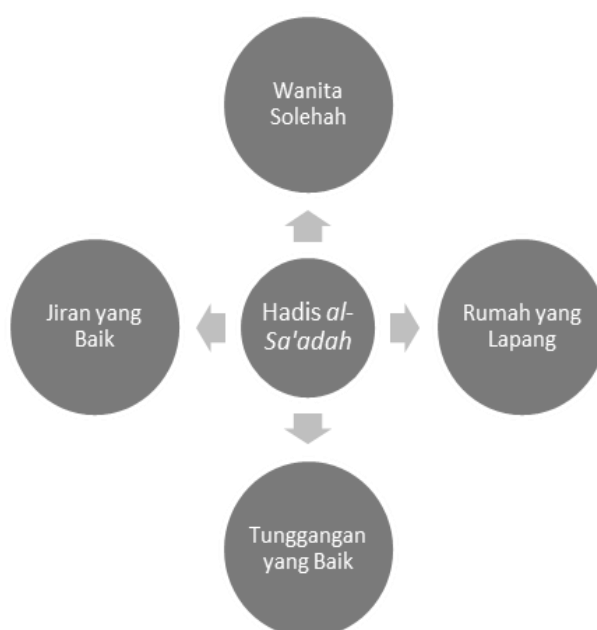 Wanita
Solehah
Jiran yang
Baik
Hadis al-
Sa'adah
Rumah yang
Lapang
Tunggangan
yang Baik